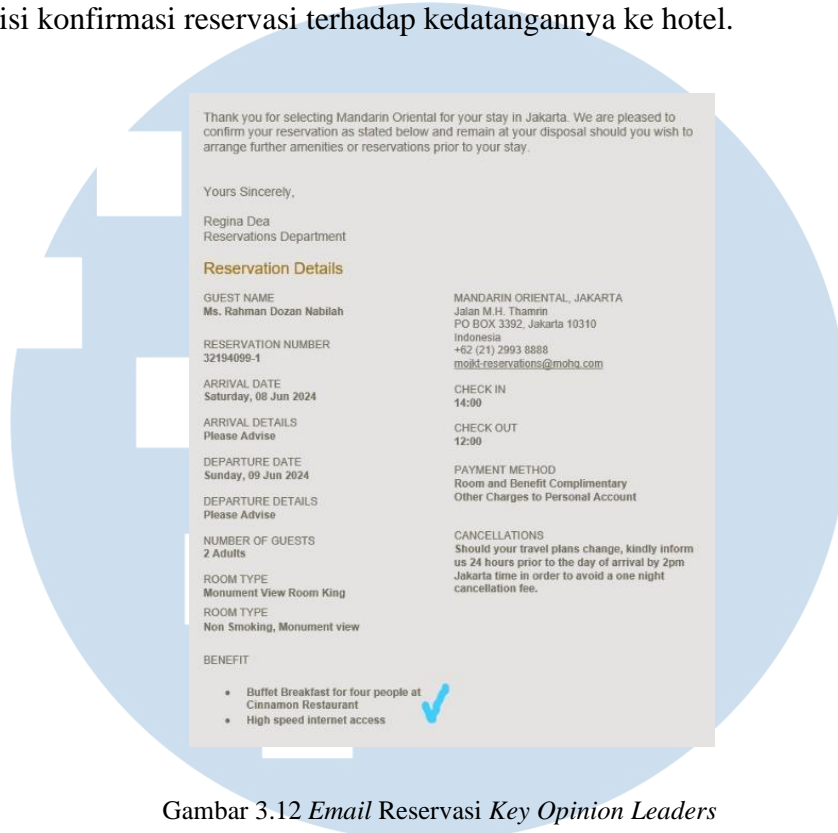 isi konfirmasi reservasi terhadap kedatangannya ke hotel.
Thank you for selecting Mandarin Oriental for your stay in Jakarta. We are pleased to
confirm your reservation as stated below and remain at your disposal should you wish to
arrange further amenities or reservations prior to your stay.
Yours Sincerely,
Regina Dea
Reservations Department
Reservation Details
GUEST NAME
Ms. Rahman Dozan Nabilah
RESERVATION NUMBER
32194099-1
ARRIVAL DATE
Saturday, 08 Jun 2024
ARRIVAL DETAILS
Please Advise
DEPARTURE DATE
Sunday, 09 Jun 2024
DEPARTURE DETAILS
Please Advise
NUMBER OF GUESTS
2 Adults
ROOM TYPE
Monument View Room King
ROOM TYPE
Non Smoking, Monument view
MANDARIN ORIENTAL, JAKARTA
Jalan M.H. Thamrin
PO BOX 3392, Jakarta 10310
Indonesia
+62 (21) 2993 8888
mojkt-reservations@mohg.com
CHECK IN
14:00
CHECK OUT
12:00
PAYMENT METHOD
Room and Benefit Complimentary
Other Charges to Personal Account
CANCELLATIONS
Should your travel plans change, kindly inform
us 24 hours prior to the day of arrival by 2pm
Jakarta time in order to avoid a one night
cancellation fee.
BENEFIT
• Buffet Breakfast for four people at
Cinnamon Restaurant
• High speed internet access
Gambar 3.12 Email Reservasi Key Opinion Leaders